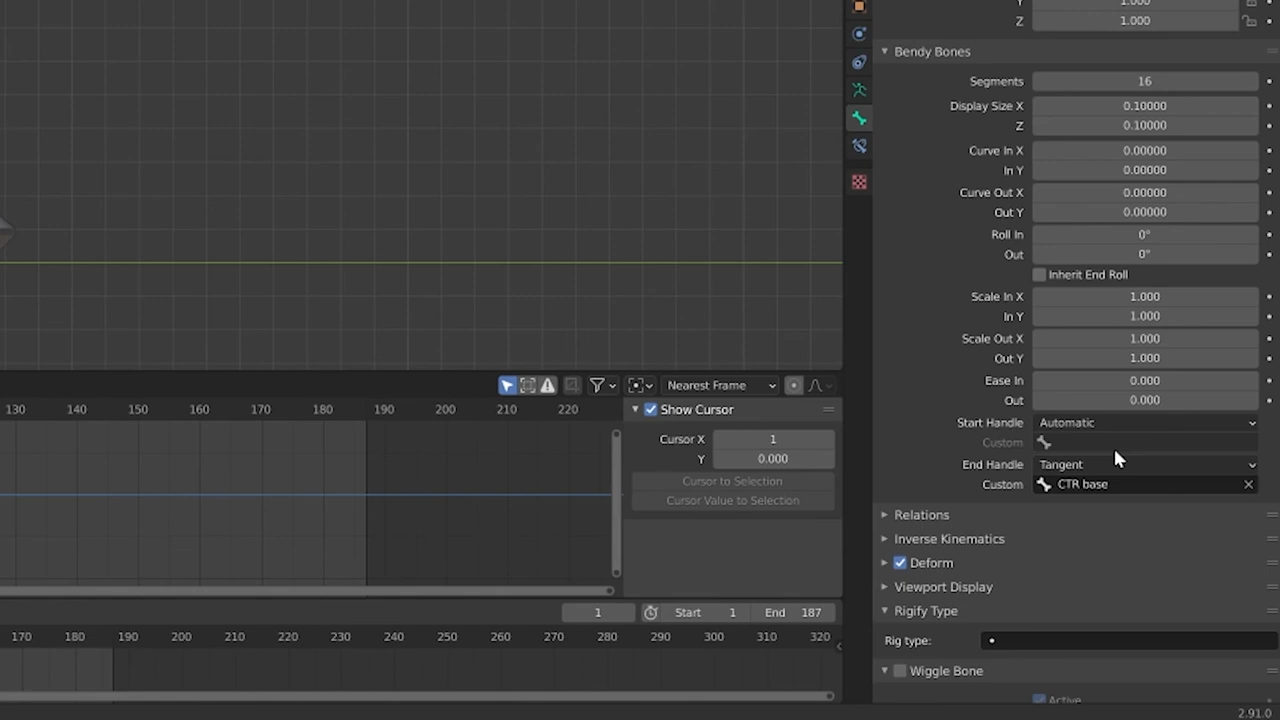 Y 1.000
Z 1.000
Bendy Bones
Segments 16
Display Size X 0.10000
Z 0.10000
Curve In X 0.00000
In Y 0.00000
Curve Out X 0.00000
Out Y 0.00000
Roll In 0°
Out 0°
Inherit End Roll
Scale In X 1.000
In Y 1.000
Scale Out X 1.000
Out Y 1.000
Ease In 0.000
Out 0.000
Start Handle Automatic
Custom
End Handle Tangent
Custom CTR base
Relations
Inverse Kinematics
Deform
Viewport Display
Rigify Type
Rig type:
Wiggle Bone
Active
Nearest Frame
130 140 150 160 170 180 190 200 210 220
Show Cursor
Cursor X 1
Y 0.000
Cursor to Selection
Cursor Value to Selection
1 Start 1 End 187
170 180 190 200 210 220 230 240 250 260 270 280 290 300 310 320
2.91.0